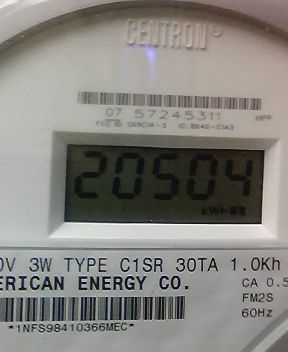 CENTRON®
07 57245311
HPP
20504
kWh
0V 3W TYPE C1SR 30TA 1.0Kh
ERICAN ENERGY CO.
CA 0.5
FM2S
60Hz
*1NFS98410366MEC*